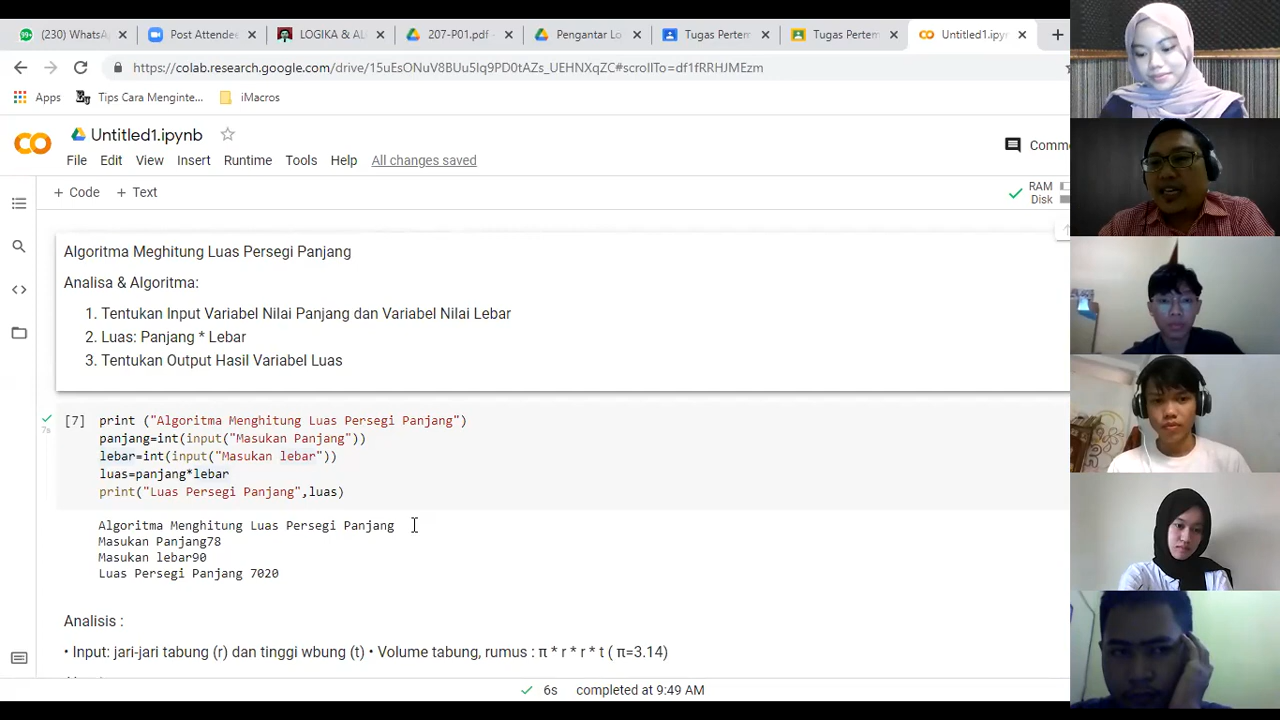 (230) WhatsA
Post Attende
LOGIKA & AL
207-P01.pdf -
Pengantar Lo
Tugas Pertem
Tugas Pertem
Untitled1.ipyn
https://colab.research.google.com/drive/
Apps
Tips Cara Menginte...
iMacros
CO
Untitled1.ipynb
File Edit View Insert Runtime Tools Help All changes saved
Comme
+ Code + Text
RAM
Disk
Algoritma Meghitung Luas Persegi Panjang
Analisa & Algoritma:
1. Tentukan Input Variabel Nilai Panjang dan Variabel Nilai Lebar
2. Luas: Panjang * Lebar
3. Tentukan Output Hasil Variabel Luas
[7] print ("Algoritma Menghitung Luas Persegi Panjang")
7s
panjang=int(input("Masukan Panjang"))
lebar=int(input("Masukan lebar"))
luas=panjang*lebar
print("Luas Persegi Panjang",luas)
Algoritma Menghitung Luas Persegi Panjang
Masukan Panjang78
Masukan lebar90
Luas Persegi Panjang 7020
Analisis :
• Input: jari-jari tabung (r) dan tinggi wbung (t) • Volume tabung, rumus : π * r * r * t ( π=3.14)
6s completed at 9:49 AM